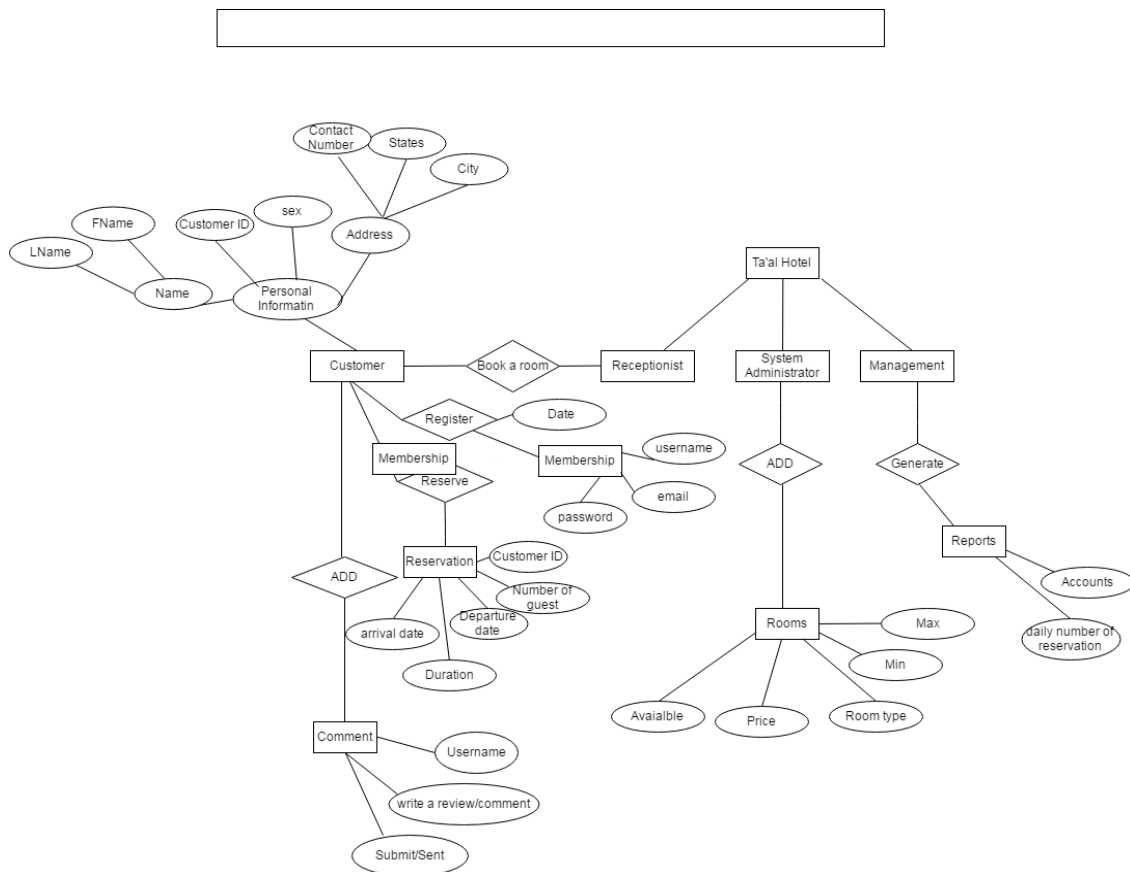 Contact
Number
States
City
FName
Customer ID
sex
Address
LName
Name
Personal
Informatin
Ta'al Hotel
Customer
Book a room
Receptionist
System
Administrator
Management
Register
Date
Membership
Reserve
Membership
username
email
password
ADD
Generate
Reports
Accounts
daily number of
reservation
ADD
Reservation
Customer ID
Number of
guest
Departure
date
arrival date
Duration
Rooms
Max
Min
Avaialble
Price
Room type
Comment
Username
write a review/comment
Submit/Sent